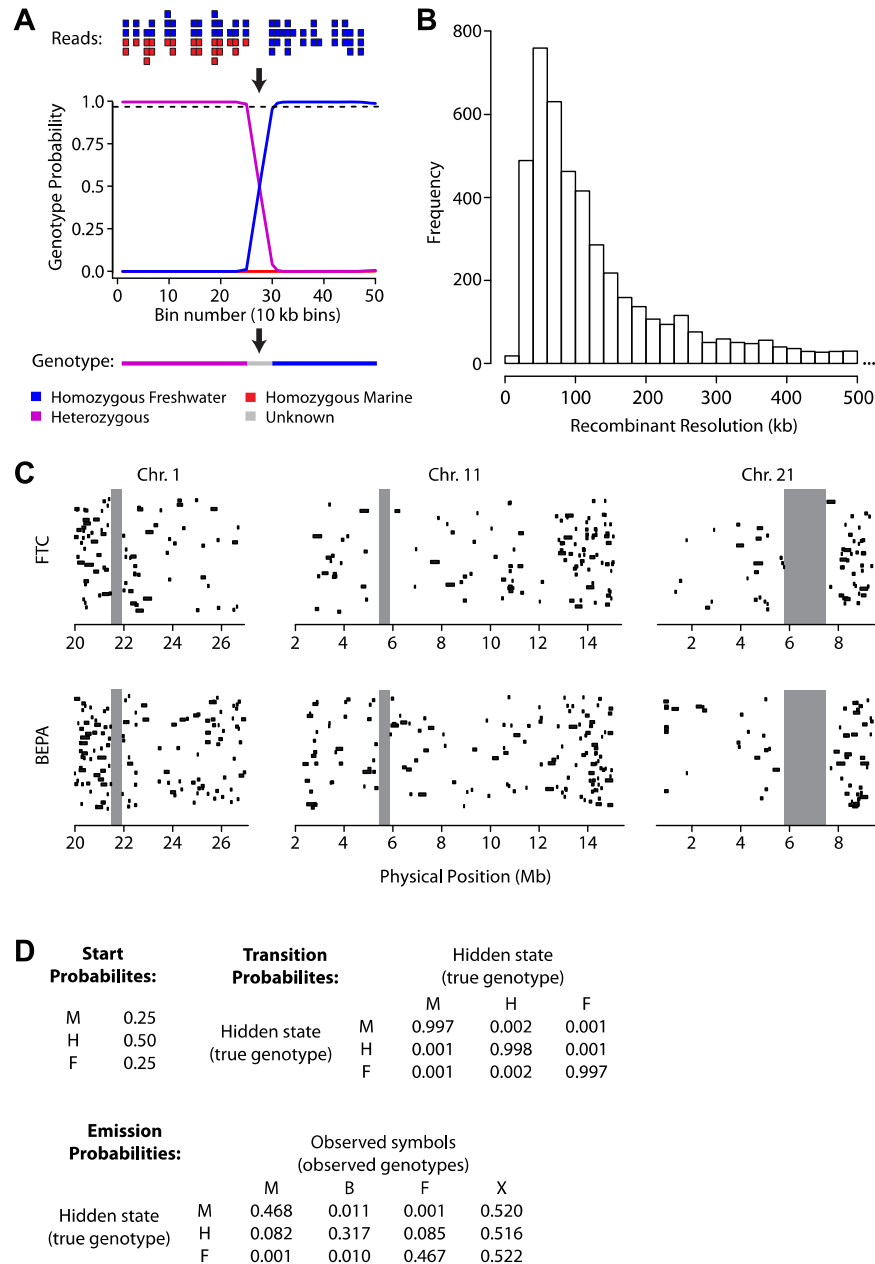 A
Reads:
Genotype Probability
1.0
0.75
0.5
0.25
0.0
0 10 20 30 40 50
Bin number (10 kb bins)
Genotype:
Homozygous Freshwater
Homozygous Marine
Heterozygous
Unknown
B
Frequency
800
600
400
200
0
0 100 200 300 400 500
...
Recombinant Resolution (kb)
C
Chr. 1
Chr. 11
Chr. 21
FTC
20 22 24 26
2 4 6 8 10 12 14
2 4 6 8
BEPA
20 22 24 26
2 4 6 8 10 12 14
2 4 6 8
Physical Position (Mb)
D
Start
Probabilites:
M 0.25
H 0.50
F 0.25
Transition
Probabilites:
Hidden state
(true genotype)
M H F
Hidden state
(true genotype)
M 0.997 0.002 0.001
H 0.001 0.998 0.001
F 0.001 0.002 0.997
Emission
Probabilities:
Observed symbols
(observed genotypes)
M B F X
Hidden state
(true genotype)
M 0.468 0.011 0.001 0.520
H 0.082 0.317 0.085 0.516
F 0.001 0.010 0.467 0.522